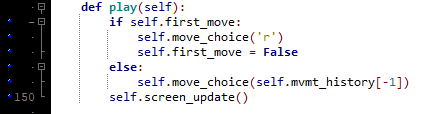 def play(self):
    if self.first_move:
        self.move_choice('r')
        self.first_move = False
    else:
        self.move_choice(self.mvmt_history[-1])
150 self.screen_update()